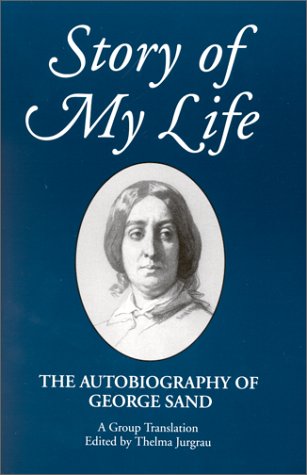 Story of
My Life
THE AUTOBIOGRAPHY OF
GEORGE SAND
A Group Translation
Edited by Thelma Jurgrau